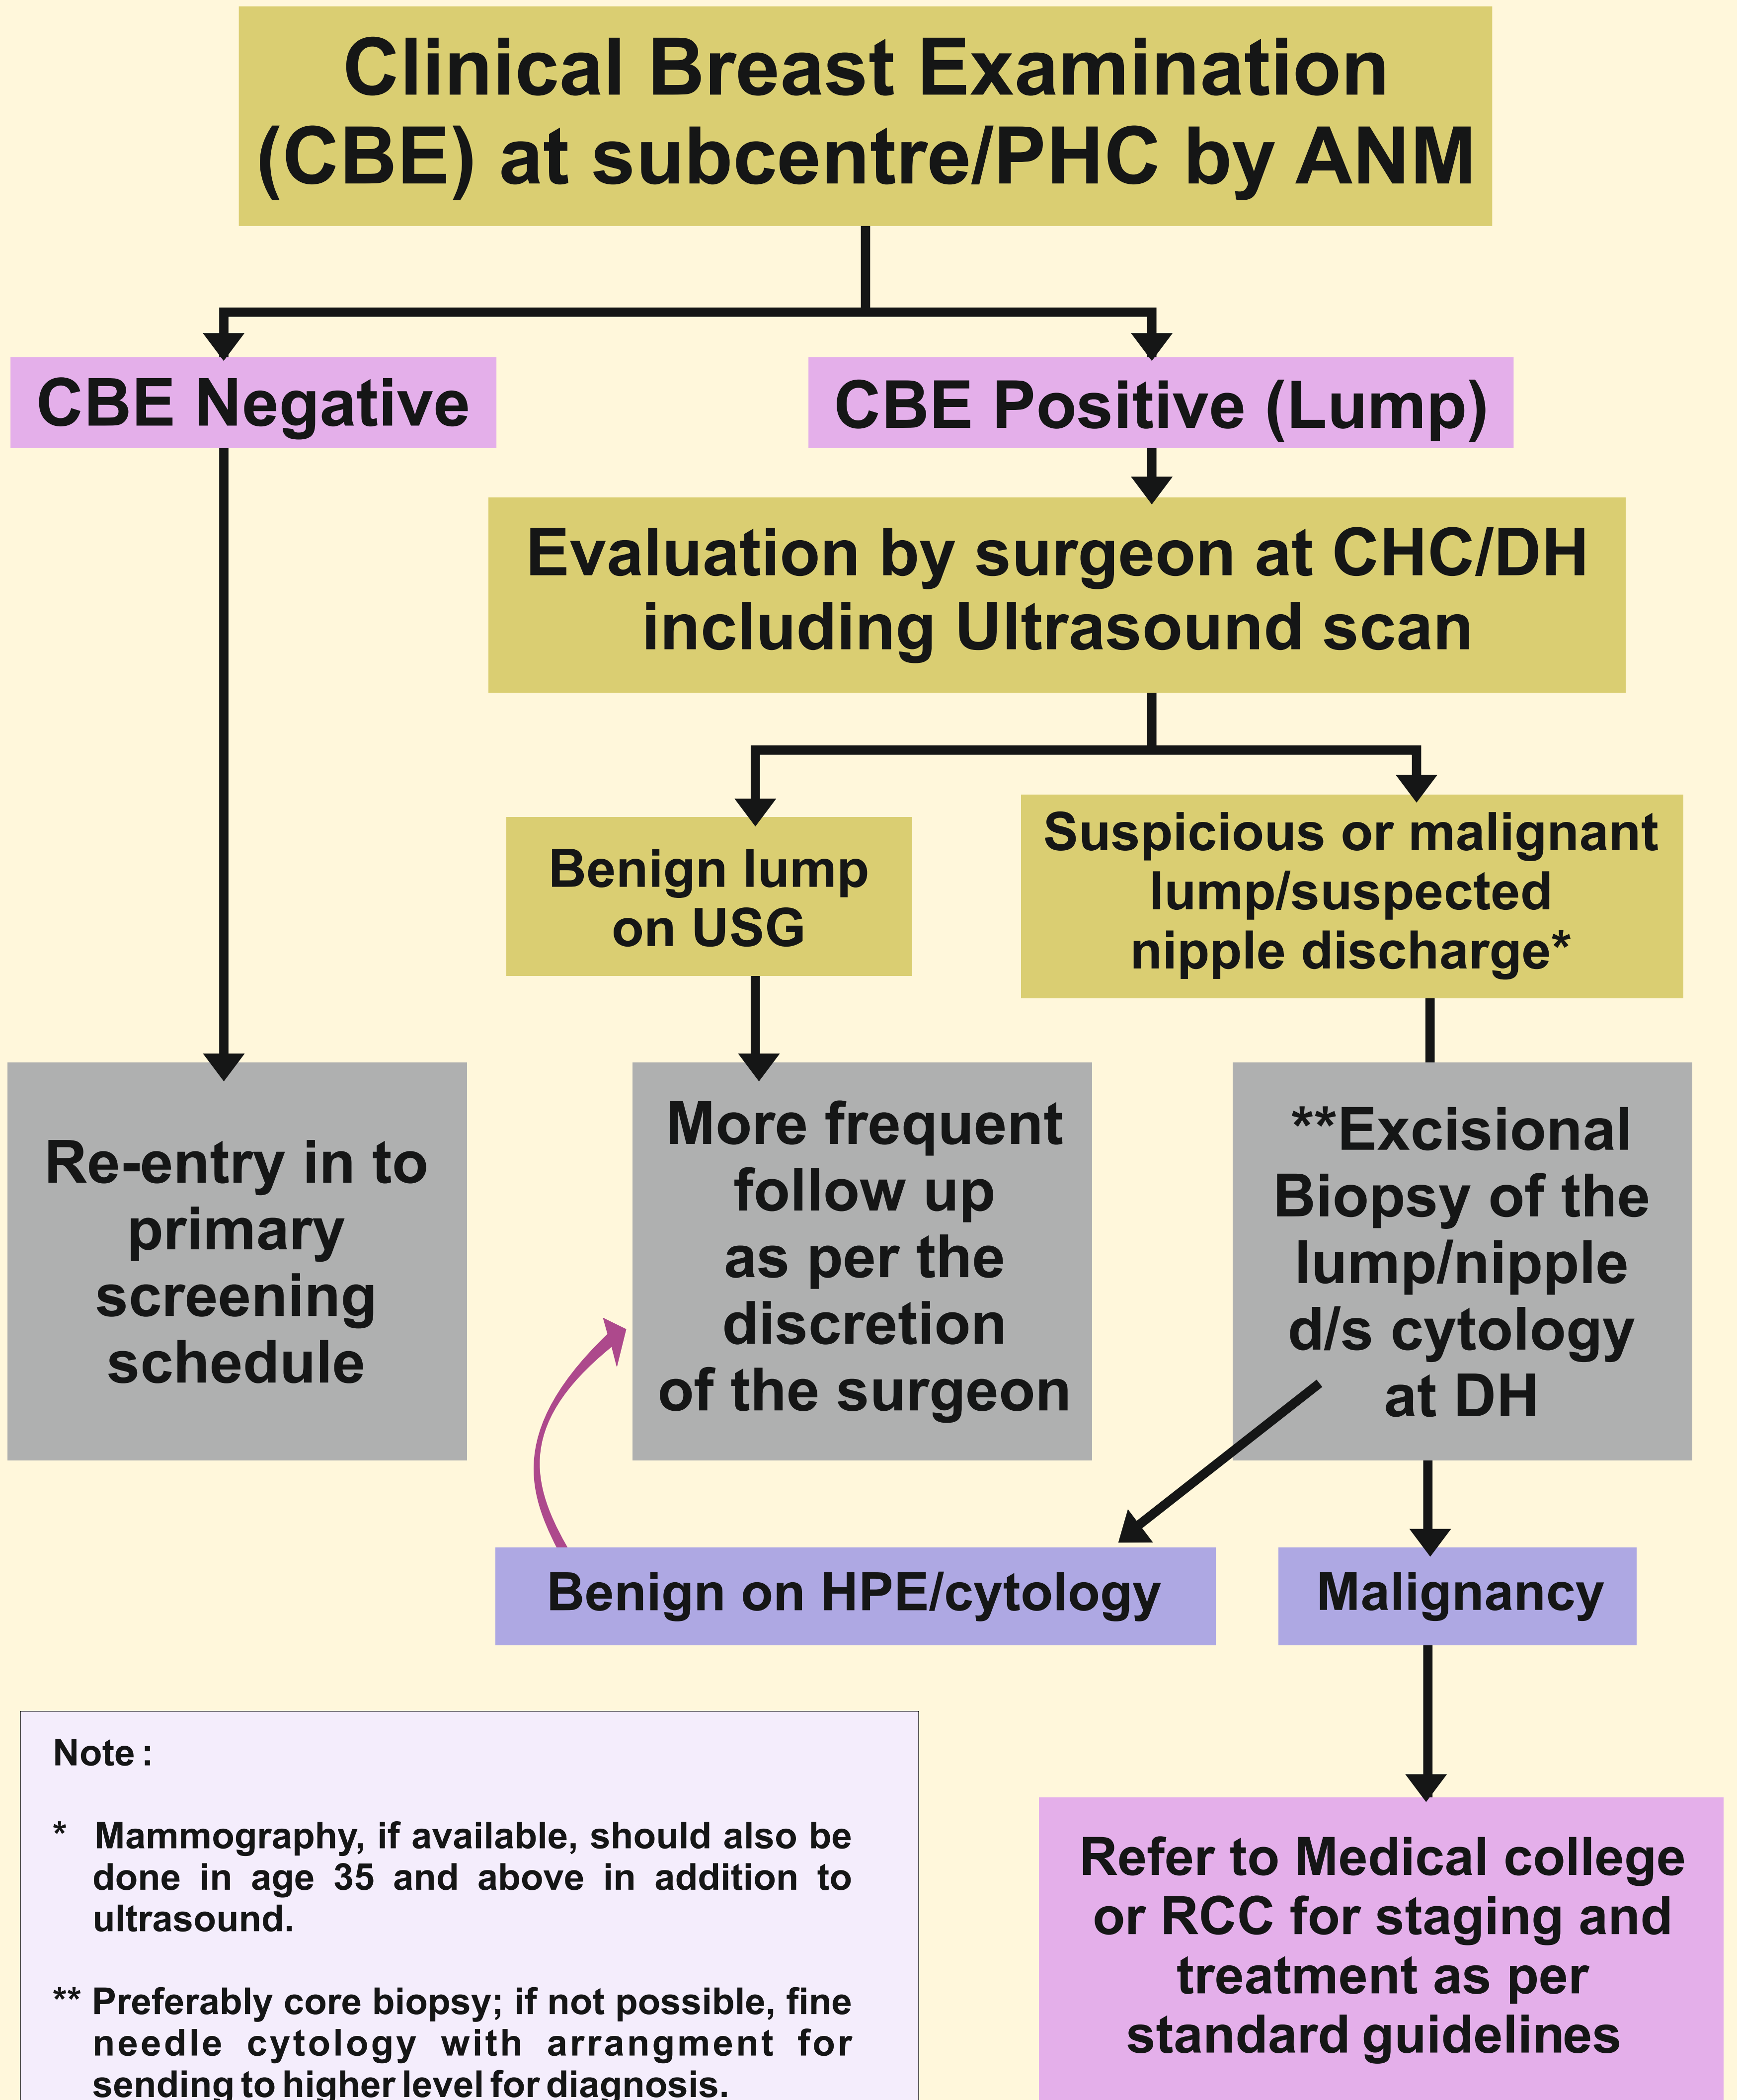 Clinical Breast Examination
(CBE) at subcentre/PHC by ANM
CBE Negative
CBE Positive (Lump)
Evaluation by surgeon at CHC/DH
including Ultrasound scan
Benign lump
on USG
Suspicious or malignant
lump/suspected
nipple discharge*
Re-entry in to
primary
screening
schedule
More frequent
follow up
as per the
discretion
of the surgeon
**Excisional
Biopsy of the
lump/nipple
d/s cytology
at DH
Benign on HPE/cytology
Malignancy
Note :
* Mammography, if available, should also be
done in age 35 and above in addition to
ultrasound.
** Preferably core biopsy; if not possible, fine
needle cytology with arrangment for
sending to higher level for diagnosis.
Refer to Medical college
or RCC for staging and
treatment as per
standard guidelines